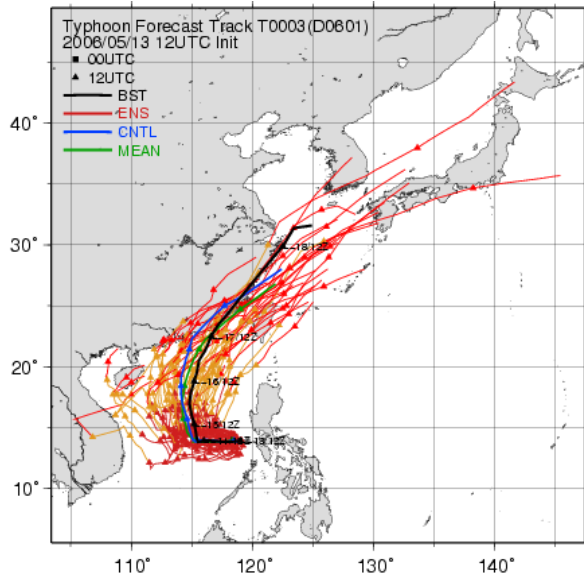 Typhoon Forecast Track T0003(D0601)
2006/05/13 12UTC Init
00UTC
12UTC
BST
ENS
CNTL
MEAN
40°
30°
20°
10°
18/12Z
17/12Z
16/12Z
15/12Z
13/12Z
110°
120°
130°
140°